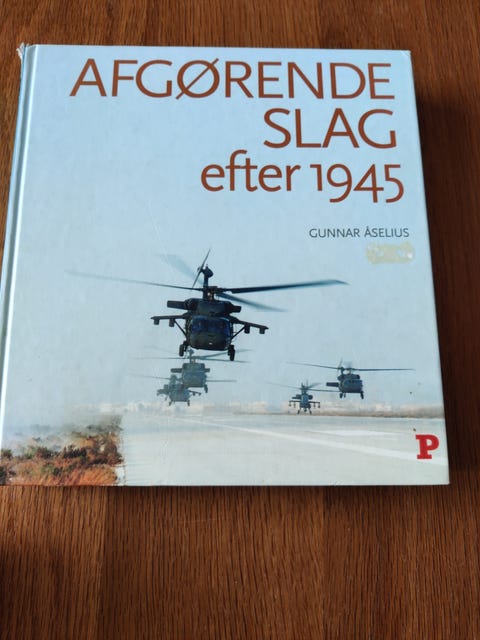 AFGØRENDE
SLAG
efter 1945
GUNNAR ÅSELIUS
P